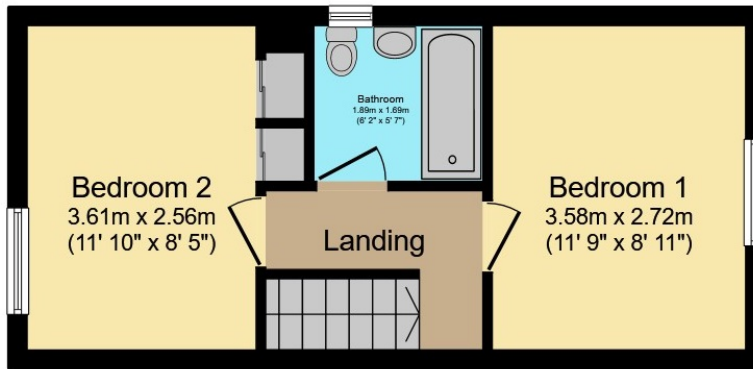 Bathroom
1.89m x 1.69m
(6' 2" x 5' 7")
Bedroom 2
3.61m x 2.56m
(11' 10" x 8' 5")
Landing
Bedroom 1
3.58m x 2.72m
(11' 9" x 8' 11")